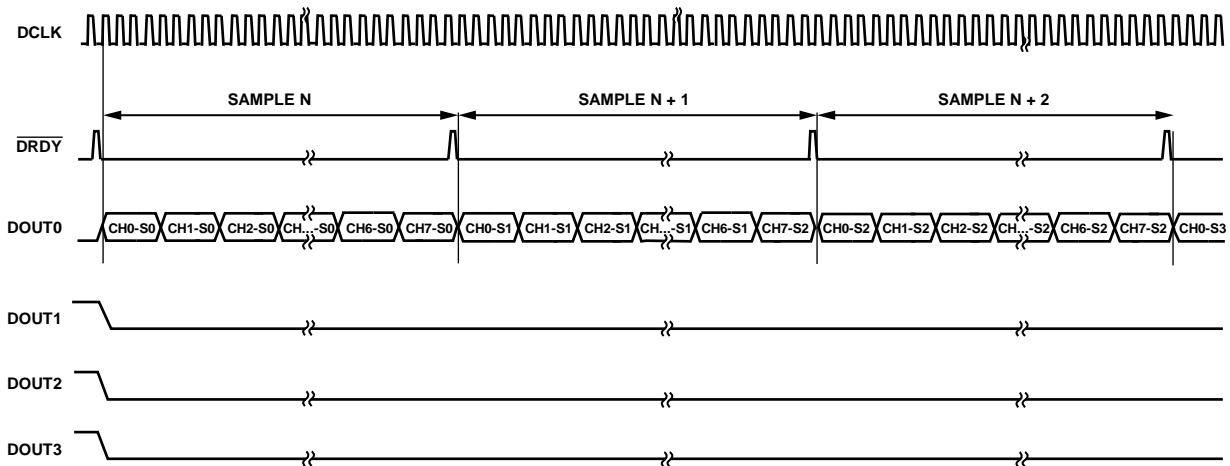 DCLK
SAMPLE N SAMPLE N + 1 SAMPLE N + 2
DRDY
DOUT0 CH0-S0 CH1-S0 CH2-S0 CH...-S0 CH6-S0 CH7-S0 CH0-S1 CH1-S1 CH2-S1 CH...-S1 CH6-S1 CH7-S2 CH0-S2 CH1-S2 CH2-S2 CH...-S2 CH6-S2 CH7-S2 CH0-S3
DOUT1
DOUT2
DOUT3